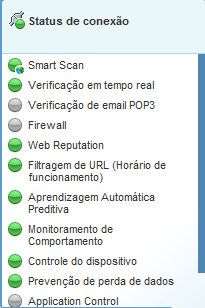 Status de conexão
Smart Scan
Verificação em tempo real
Verificação de email POP3
Firewall
Web Reputation
Filtragem de URL (Horário de
funcionamento)
Aprendizagem Automática
Preditiva
Monitoramento de
Comportamento
Controle do dispositivo
Prevenção de perda de dados
Application Control